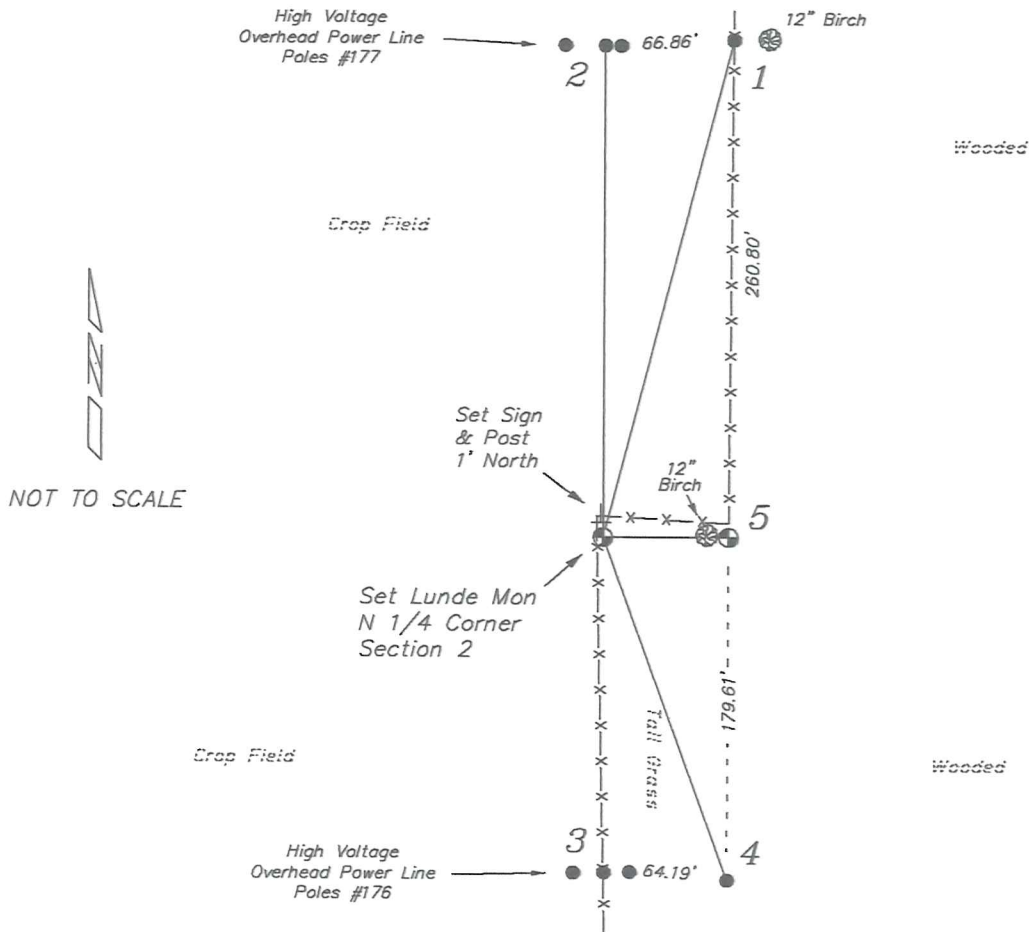 High Voltage
Overhead Power Line
Poles #177
2
66.86'
12" Birch
1
Wooded
Crop Field
260.80'
N
NOT TO SCALE
Set Sign
& Post
1' North
12"
Birch
5
Set Lunde Mon
N 1/4 Corner
Section 2
179.61'
Tall Grass
Crop Field
Wooded
3
High Voltage
Overhead Power Line
Poles #176
64.19'
4